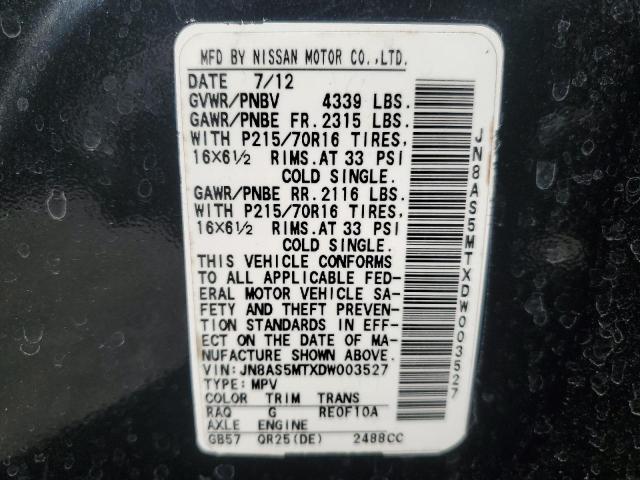 MFD BY NISSAN MOTOR CO.,LTD.
DATE 7/12
GVWR/PNBV 4339 LBS.
GAWR/PNBE FR.2315 LBS.
WITH P215/70R16 TIRES,
16X6½ RIMS.AT 33 PSI
COLD SINGLE.
GAWR/PNBE RR.2116 LBS.
WITH P215/70R16 TIRES,
16X6½ RIMS.AT 33 PSI
COLD SINGLE.
THIS VEHICLE CONFORMS
TO ALL APPLICABLE FED-
ERAL MOTOR VEHICLE SA-
FETY AND THEFT PREVEN-
TION STANDARDS IN EFF-
ECT ON THE DATE OF MA-
NUFACTURE SHOWN ABOVE.
VIN:JN8AS5MTXDW003527
TYPE:MPV
COLOR TRIM TRANS
RAQ G RE0F10A
AXLE ENGINE
GB57 QR25(DE) 2488CC
JN8AS5MTXDW003527